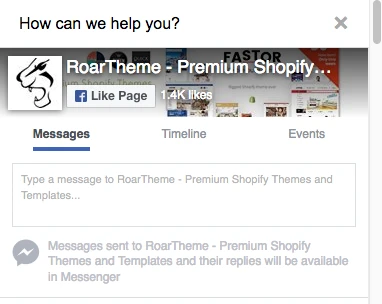 How can we help you?
RoarTheme - Premium Shopify...
FASTOR
Like Page
1.4K likes
Messages
Timeline
Events
Type a message to RoarTheme - Premium Shopify Themes and
Templates...
Messages sent to RoarTheme - Premium Shopify
Themes and Templates and their replies will be available
in Messenger